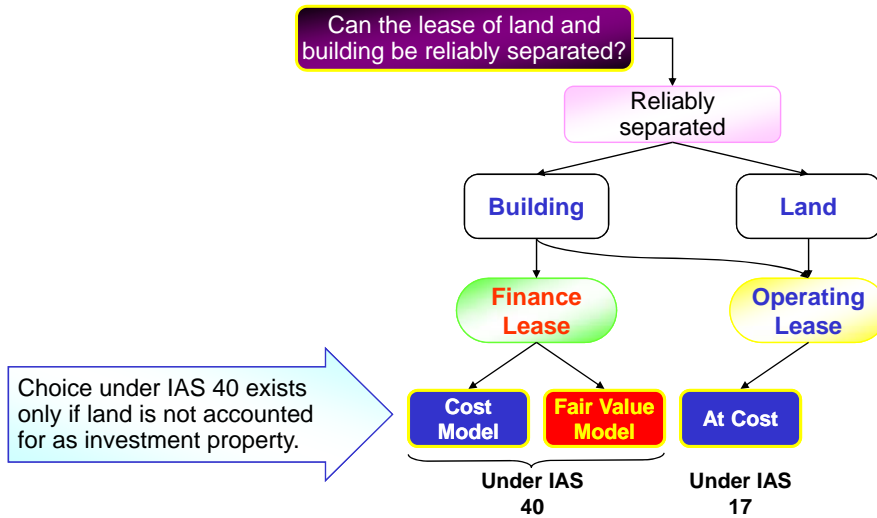 Can the lease of land and
building be reliably separated?
Reliably
separated
Building
Land
Finance
Lease
Operating
Lease
Choice under IAS 40 exists
only if land is not accounted
for as investment property.
Cost
Model
Fair Value
Model
At Cost
Under IAS
40
Under IAS
17